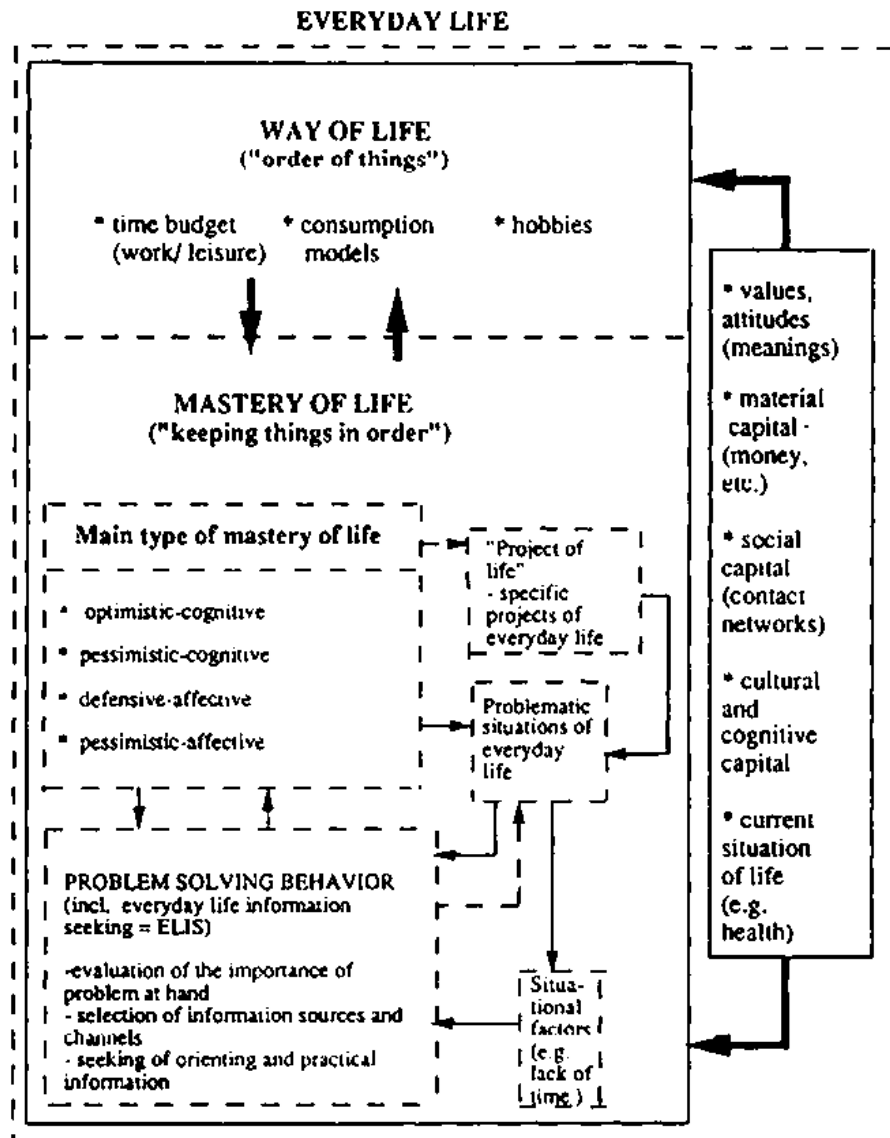 EVERYDAY LIFE
WAY OF LIFE
("order of things")
* time budget
(work/ leisure)
* consumption
models
* hobbies
MASTERY OF LIFE
("keeping things in order")
Main type of mastery of life
* optimistic-cognitive
* pessimistic-cognitive
* defensive-affective
* pessimistic-affective
"Project of
life"
- specific
projects of
everyday life
Problematic
situations of
everyday
life
PROBLEM SOLVING BEHAVIOR
(incl. everyday life information
seeking = ELIS)
-evaluation of the importance of
problem at hand
- selection of information sources and
channels
- seeking of orienting and practical
information
Situa-
tional
factors
(e.g.
lack of
time )
* values,
attitudes
(meanings)
* material
capital -
(money,
etc.)
* social
capital
(contact
networks)
* cultural
and
cognitive
capital
* current
situation
of life
(e.g.
health)